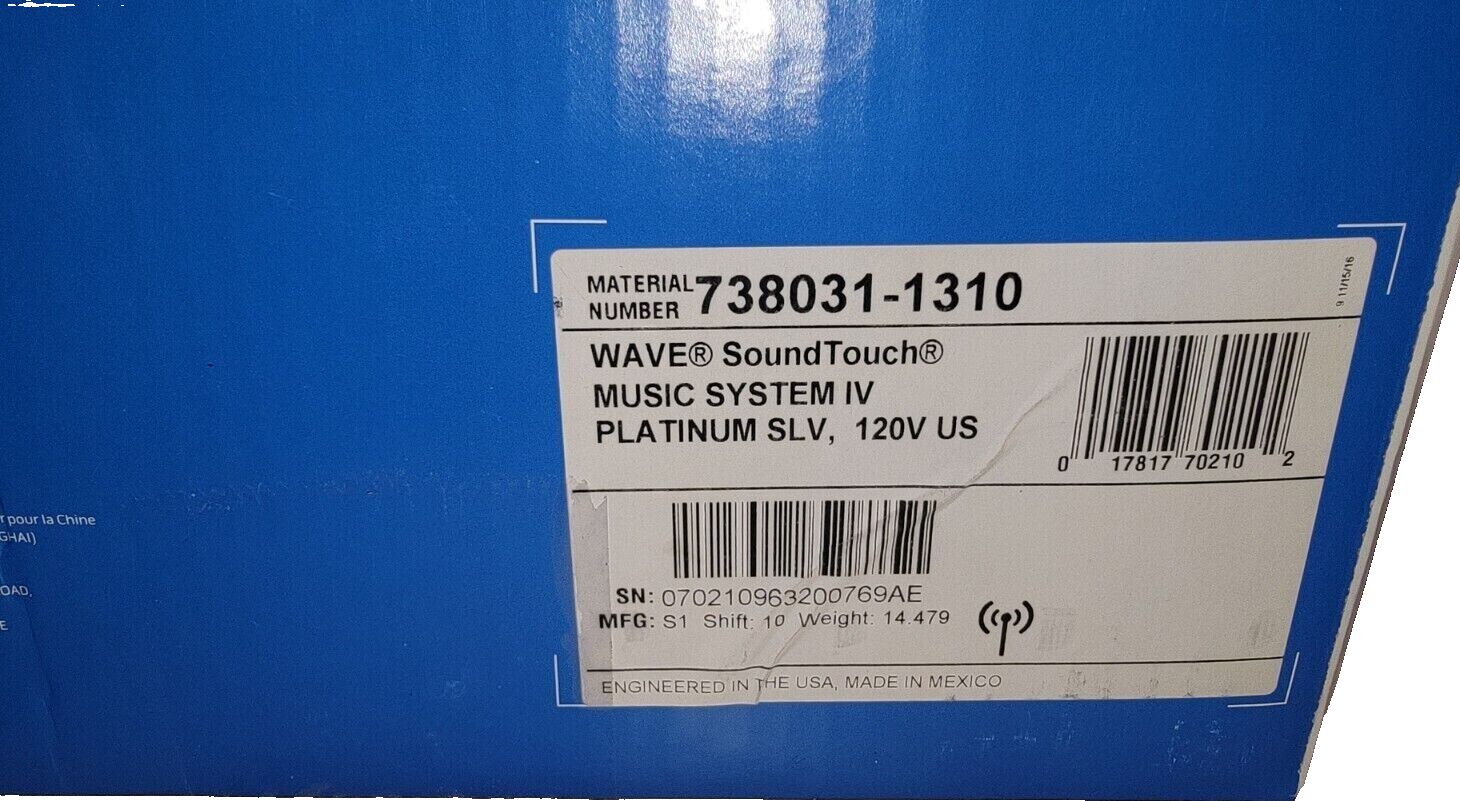 MATERIAL
NUMBER 738031-1310
9 11/15/16
WAVE® SoundTouch®
MUSIC SYSTEM IV
PLATINUM SLV, 120V US
0 17817 70210 2
SN: 070210963200769AE
MFG: S1 Shift: 10 Weight: 14.479
ENGINEERED IN THE USA, MADE IN MEXICO
pour la Chine
GHAI)
OAD,
E